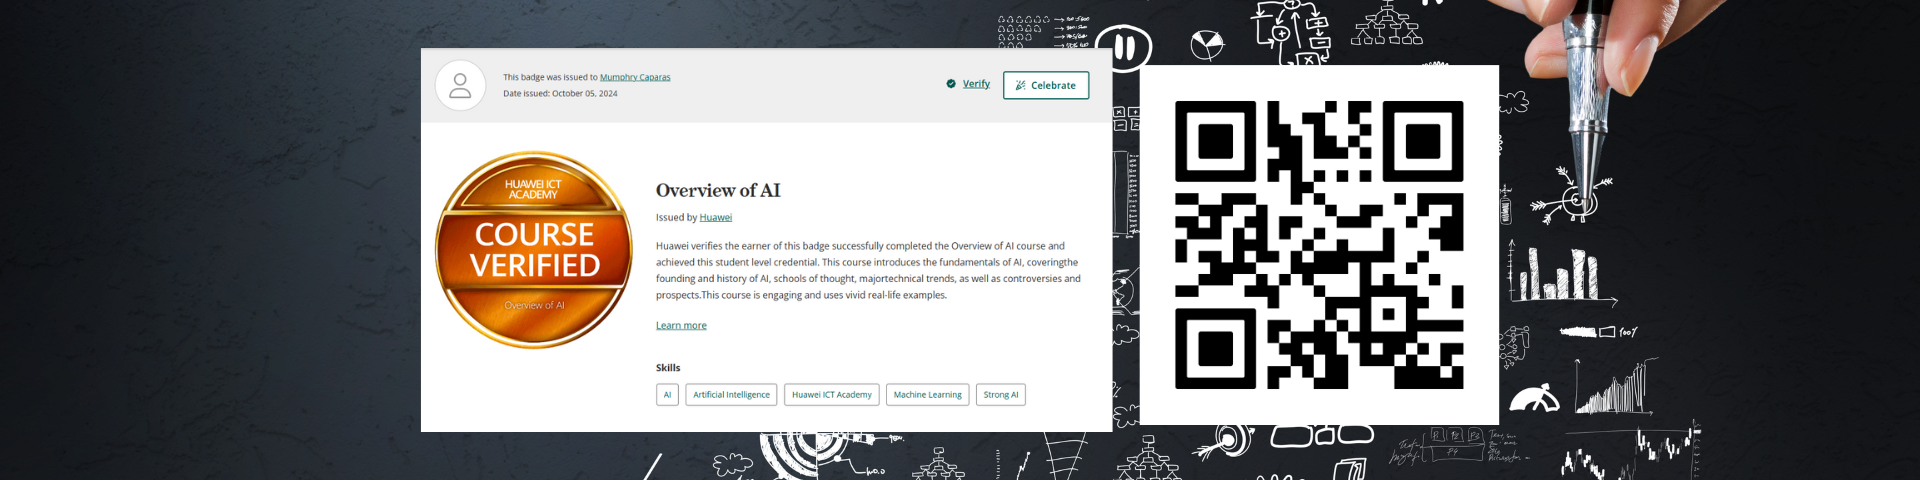 This badge was issued to Mumphry Caparas
Date issued: October 05, 2024
Verify
Celebrate
HUAWEI ICT
ACADEMY
COURSE
VERIFIED
Overview of AI
Overview of AI
Issued by Huawei
Huawei verifies the earner of this badge successfully completed the Overview of AI course and
achieved this student level credential. This course introduces the fundamentals of AI, coveringthe
founding and history of AI, schools of thought, majortechnical trends, as well as controversies and
prospects.This course is engaging and uses vivid real-life examples.
Learn more
Skills
AI
Artificial Intelligence
Huawei ICT Academy
Machine Learning
Strong AI
100%